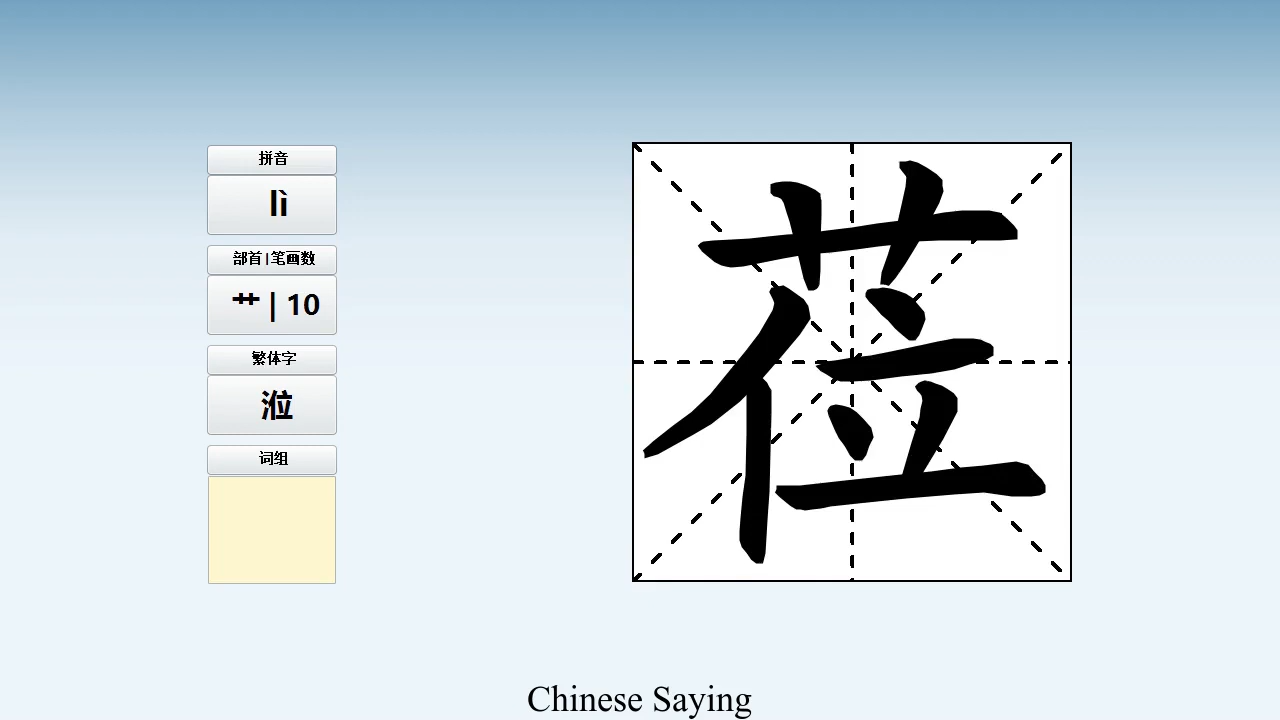 拼音
lì
部首|笔画数
艹 | 10
繁体字
涖
词组
莅
Chinese Saying